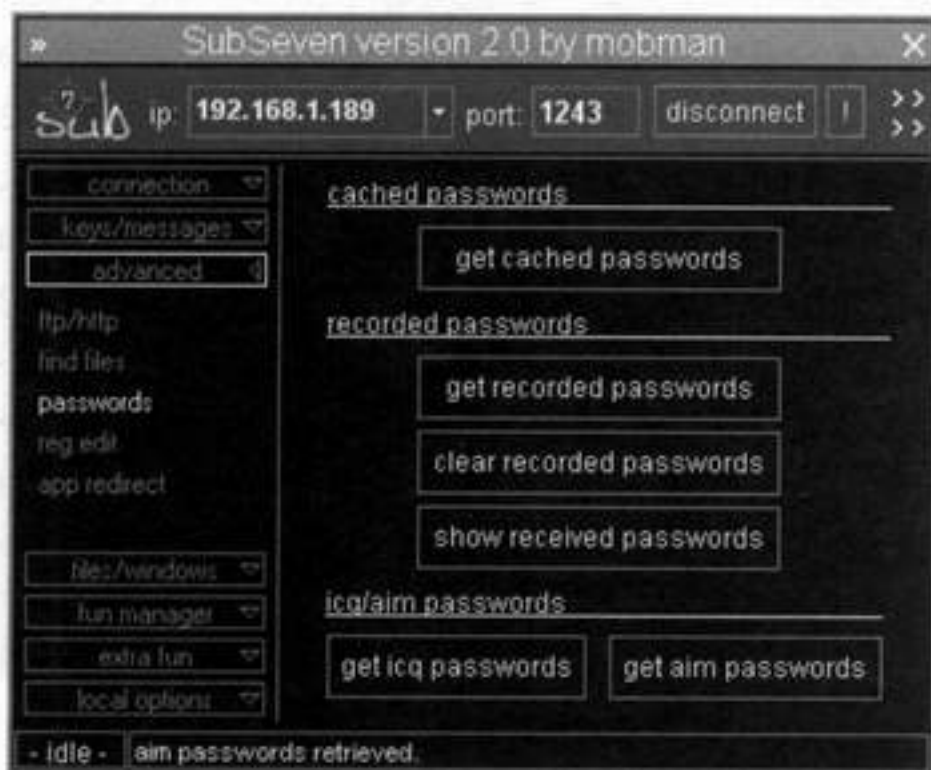 » SubSeven version 2.0 by mobman ×
sub 7 ip: 192.168.1.189 port: 1243 disconnect ! >> >>
connection
keys/messages
advanced
ftp/http
find files
passwords
reg edit
app redirect
files/windows
fun manager
extra fun
local options
cached passwords
get cached passwords
recorded passwords
get recorded passwords
clear recorded passwords
show received passwords
icq/aim passwords
get icq passwords get aim passwords
- idle - aim passwords retrieved.